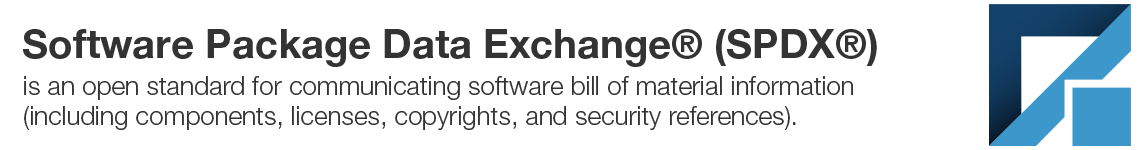 Software Package Data Exchange® (SPDX®)
is an open standard for communicating software bill of material information
(including components, licenses, copyrights, and security references).